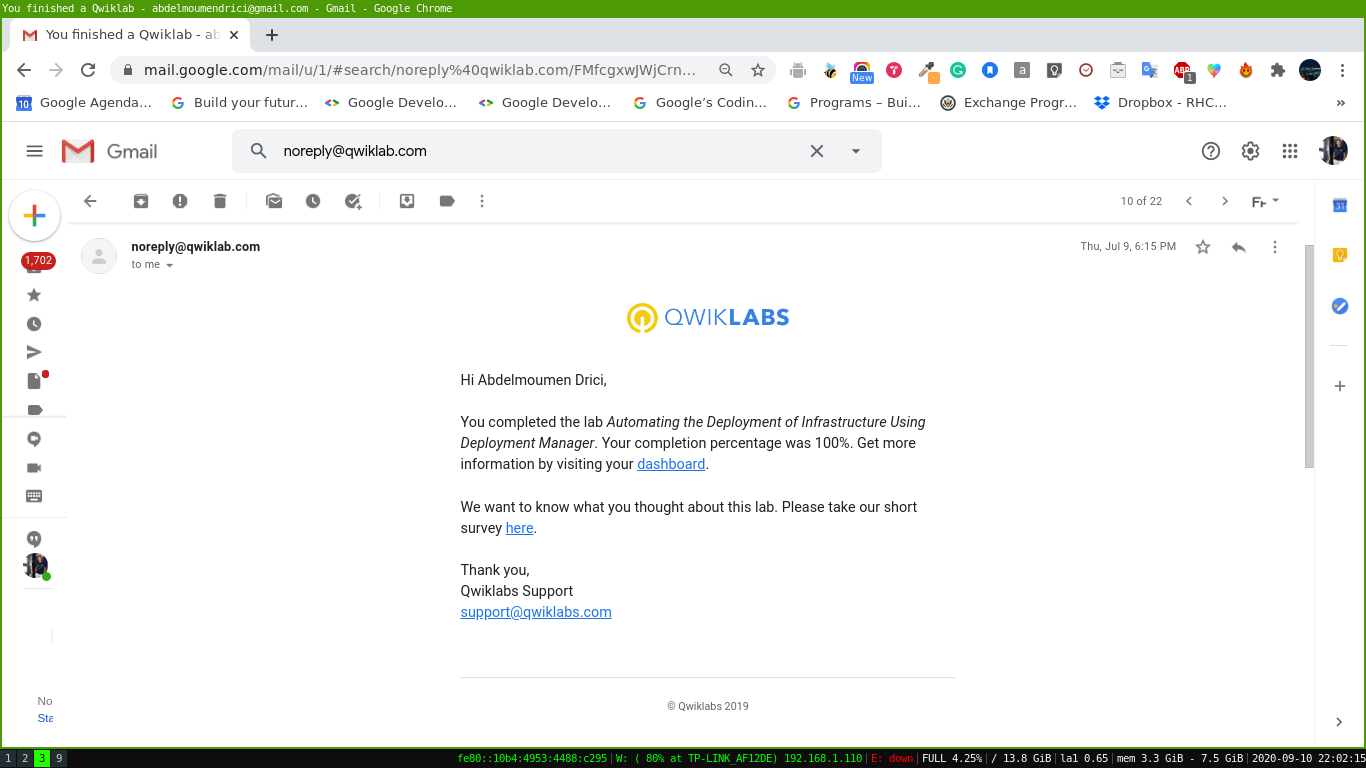 You finished a Qwiklab - abdelmoumendrici@gmail.com - Gmail - Google Chrome
You finished a Qwiklab - ab
mail.google.com/mail/u/1/#search/noreply%40qwiklab.com/FMfcgxwJWjCrn...
New
a
ABP
1
10 Google Agenda...
Build your futur...
Google Develo...
Google Develo...
Google's Coding...
Programs – Bui...
Exchange Progr...
Dropbox - RHC...
»
Gmail
noreply@qwiklab.com
10 of 22
31
1,702
noreply@qwiklab.com
Thu, Jul 9, 6:15 PM
to me
QWIKLABS
Hi Abdelmoumen Drici,
You completed the lab Automating the Deployment of Infrastructure Using
Deployment Manager. Your completion percentage was 100%. Get more
information by visiting your dashboard.
We want to know what you thought about this lab. Please take our short
survey here.
Thank you,
Qwiklabs Support
support@qwiklabs.com
No
Sta
© Qwiklabs 2019
1 2 3 9
fe80::10b4:4953:4488:c295 | W: ( 80% at TP-LINK_AF12DE) 192.168.1.110 | E: down | FULL 4.25% | / 13.8 GiB | la1 0.65 | mem 3.3 GiB - 7.5 GiB | 2020-09-10 22:02:15